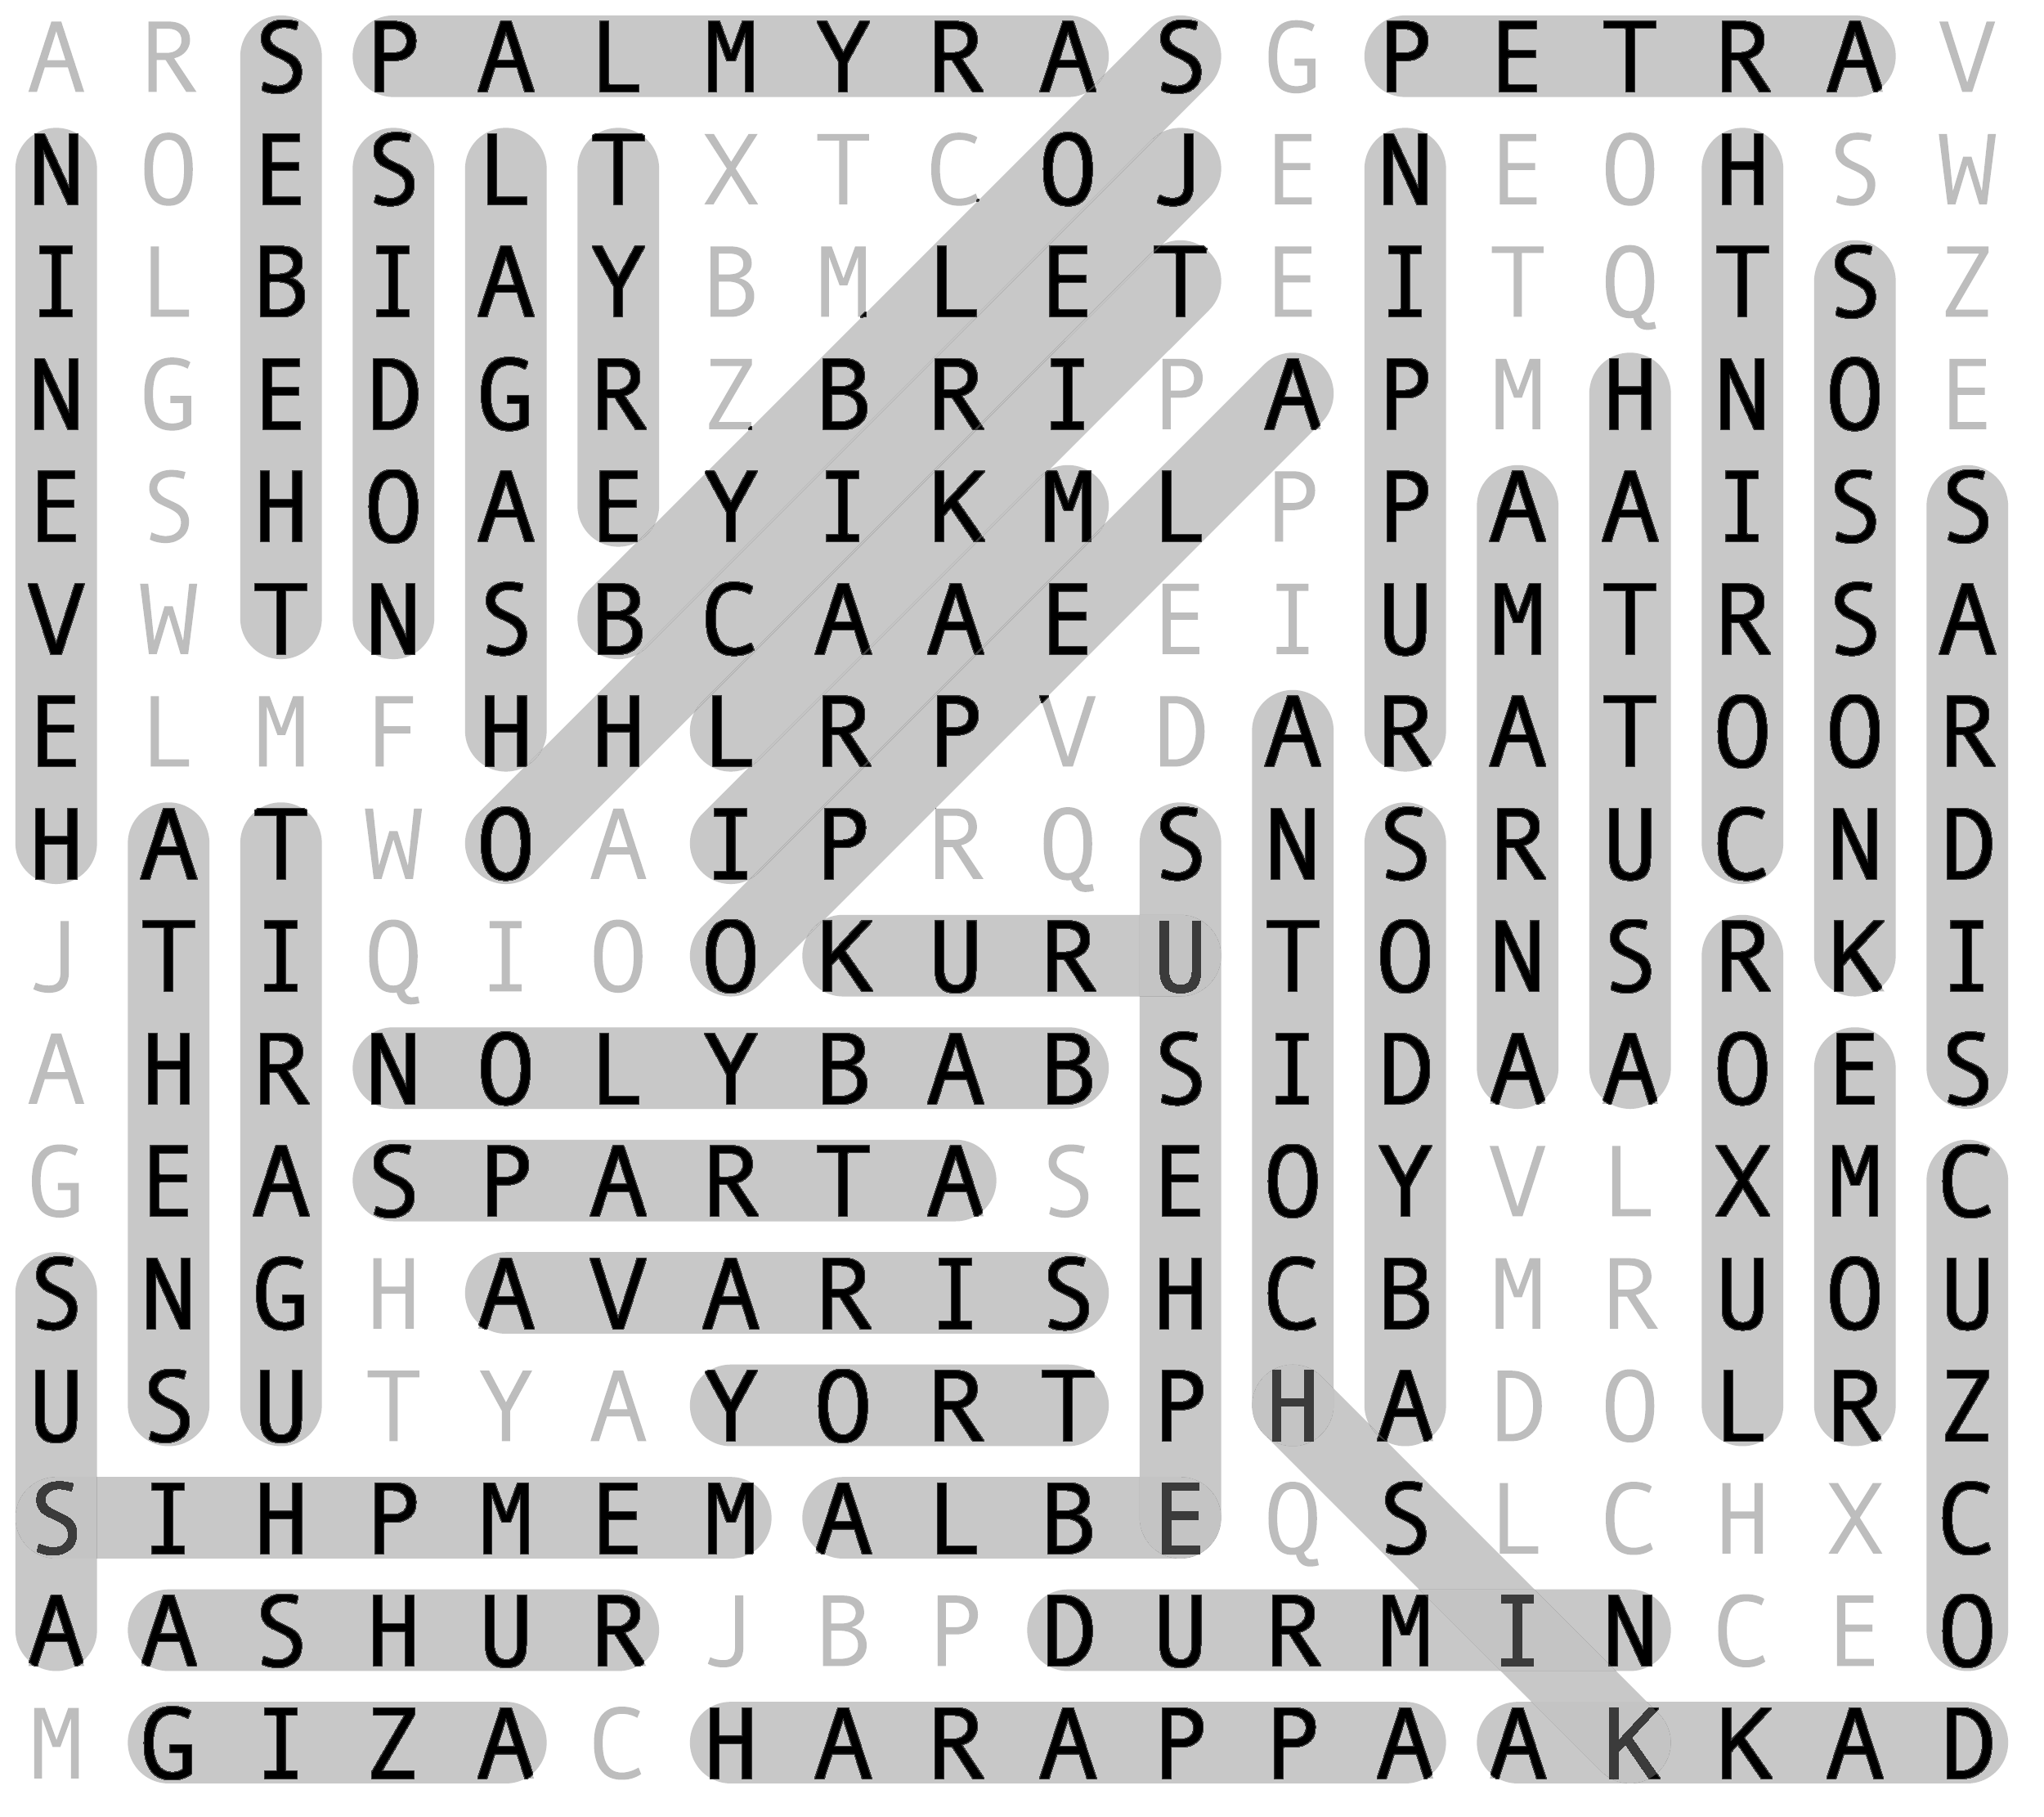 A R S P A L M Y R A S G P E T R A V
N O E S L T X T C O J E N E O H S W
I L B I A Y B M L E T E I T Q T S Z
N G E D G R Z B R I P A P M H N O E
E S H O A E Y I K M L P P A A I S S
V W T N S B C A A E E I U M T R S A
E L M F H H L R P V D A R A T O O R
H A T W O A I P R Q S N S R U C N D
J T I Q I O O K U R U T O N S R K I
A H R N O L Y B A B S I D A A O E S
G E A S P A R T A S E O Y V L X M C
S N G H A V A R I S H C B M R U O U
U S U T Y A Y O R T P H A D O L R Z
S I H P M E M A L B E Q S L C H X C
A A S H U R J B P D U R M I N C E O
M G I Z A C H A R A P P A A K K A D